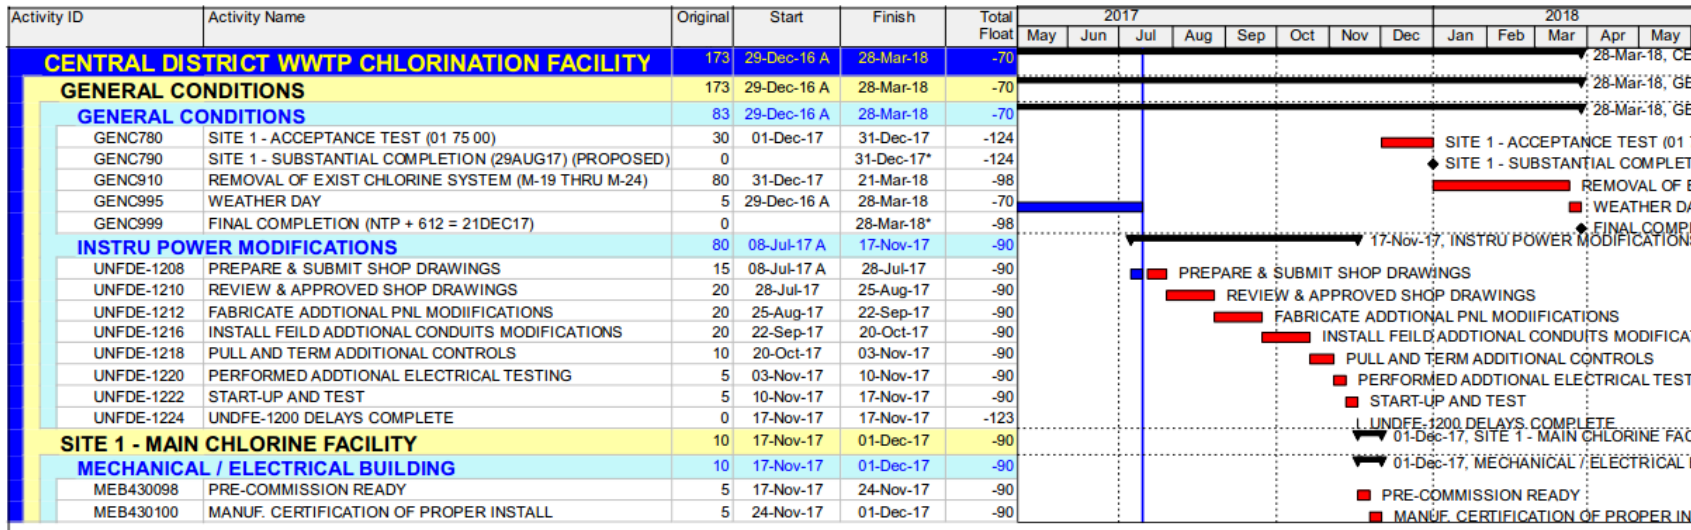 Activity ID Activity Name Original Start Finish Total Float 2017 2018
May Jun Jul Aug Sep Oct Nov Dec Jan Feb Mar Apr May
CENTRAL DISTRICT WWTP CHLORINATION FACILITY 173 29-Dec-16 A 28-Mar-18 -70 28-Mar-18, CE
GENERAL CONDITIONS 173 29-Dec-16 A 28-Mar-18 -70 28-Mar-18, GE
GENERAL CONDITIONS 83 29-Dec-16 A 28-Mar-18 -70 28-Mar-18, GE
GENC780 SITE 1 - ACCEPTANCE TEST (01 75 00) 30 01-Dec-17 31-Dec-17 -124 SITE 1 - ACCEPTANCE TEST (01
GENC790 SITE 1 - SUBSTANTIAL COMPLETION (29AUG17) (PROPOSED) 0 31-Dec-17* -124 SITE 1 - SUBSTANTIAL COMPLET
GENC910 REMOVAL OF EXIST CHLORINE SYSTEM (M-19 THRU M-24) 80 31-Dec-17 21-Mar-18 -98 REMOVAL OF E
GENC995 WEATHER DAY 5 29-Dec-16 A 28-Mar-18 -70 WEATHER DA
GENC999 FINAL COMPLETION (NTP + 612 = 21DEC17) 0 28-Mar-18* -98 FINAL COMPL
INSTRU POWER MODIFICATIONS 80 08-Jul-17 A 17-Nov-17 -90 17-Nov-17, INSTRU POWER MODIFICATIONS
UNFDE-1208 PREPARE & SUBMIT SHOP DRAWINGS 15 08-Jul-17 A 28-Jul-17 -90 PREPARE & SUBMIT SHOP DRAWINGS
UNFDE-1210 REVIEW & APPROVED SHOP DRAWINGS 20 28-Jul-17 25-Aug-17 -90 REVIEW & APPROVED SHOP DRAWINGS
UNFDE-1212 FABRICATE ADDTIONAL PNL MODIIFICATIONS 20 25-Aug-17 22-Sep-17 -90 FABRICATE ADDTIONAL PNL MODIIFICATIONS
UNFDE-1216 INSTALL FEILD ADDTIONAL CONDUITS MODIFICATIONS 20 22-Sep-17 20-Oct-17 -90 INSTALL FEILD ADDTIONAL CONDUITS MODIFICA
UNFDE-1218 PULL AND TERM ADDITIONAL CONTROLS 10 20-Oct-17 03-Nov-17 -90 PULL AND TERM ADDITIONAL CONTROLS
UNFDE-1220 PERFORMED ADDTIONAL ELECTRICAL TESTING 5 03-Nov-17 10-Nov-17 -90 PERFORMED ADDTIONAL ELECTRICAL TEST
UNFDE-1222 START-UP AND TEST 5 10-Nov-17 17-Nov-17 -90 START-UP AND TEST
UNFDE-1224 UNDFE-1200 DELAYS COMPLETE 0 17-Nov-17 17-Nov-17 -123 UNDFE-1200 DELAYS COMPLETE
SITE 1 - MAIN CHLORINE FACILITY 10 17-Nov-17 01-Dec-17 -90 01-Dec-17, SITE 1 - MAIN CHLORINE FAC
MECHANICAL / ELECTRICAL BUILDING 10 17-Nov-17 01-Dec-17 -90 01-Dec-17, MECHANICAL / ELECTRICAL
MEB430098 PRE-COMMISSION READY 5 17-Nov-17 24-Nov-17 -90 PRE-COMMISSION READY
MEB430100 MANUF. CERTIFICATION OF PROPER INSTALL 5 24-Nov-17 01-Dec-17 -90 MANUF. CERTIFICATION OF PROPER IN